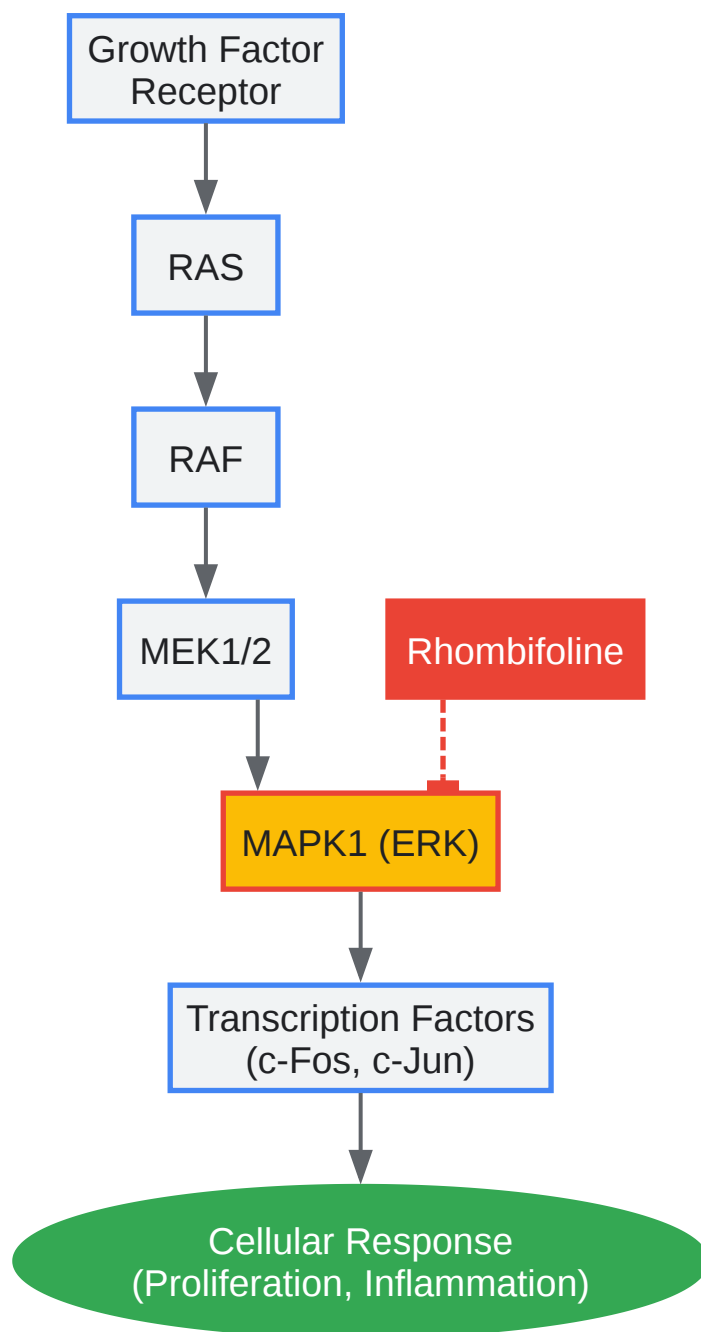 Growth Factor
Receptor
RAS
RAF
MEK1/2
Rhombifoline
MAPK1 (ERK)
Transcription Factors
(c-Fos, c-Jun)
Cellular Response
(Proliferation, Inflammation)